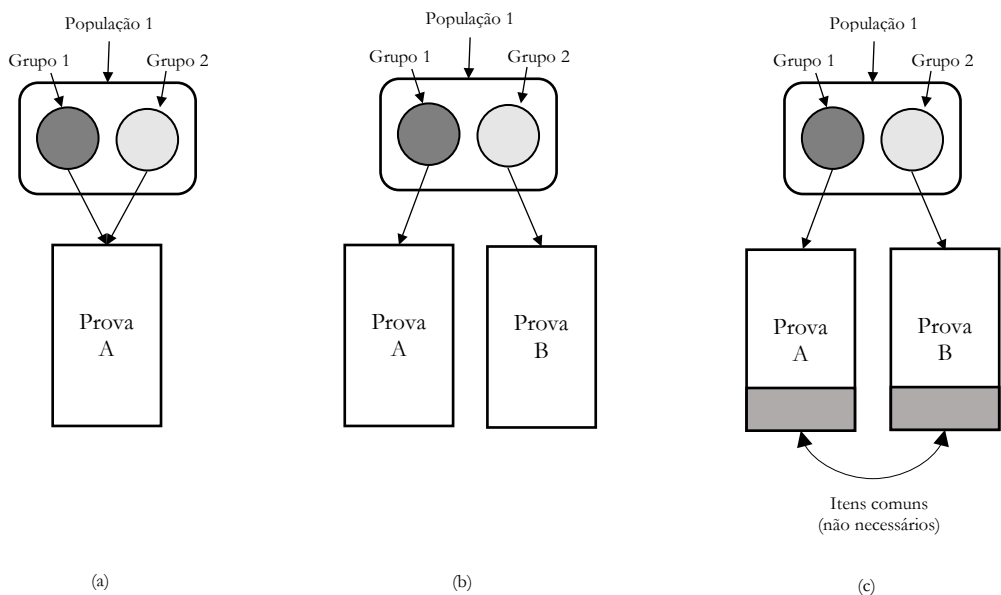 População 1
Grupo 1
Grupo 2
Prova
A
(a)
População 1
Grupo 1
Grupo 2
Prova
A
Prova
B
(b)
População 1
Grupo 1
Grupo 2
Prova
A
Prova
B
Itens comuns
(não necessários)
(c)